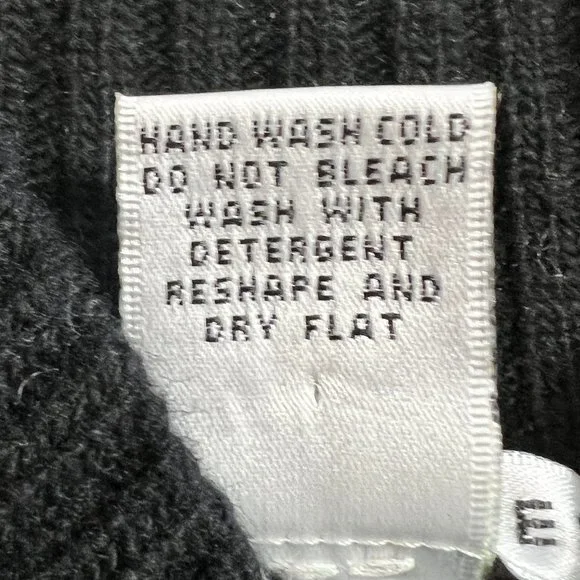 HAND WASH COLD
DO NOT BLEACH
WASH WITH
DETERGENT
RESHAPE AND
DRY FLAT